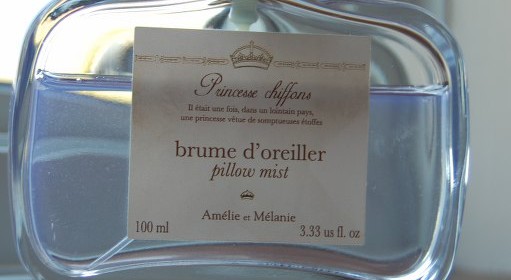 Princesse chiffons
Il était une fois, dans un lointain pays,
une princesse vêtue de somptueuses étoffes
brume d'oreiller
pillow mist
Amélie et Mélanie
100 ml 3.33 us fl. oz